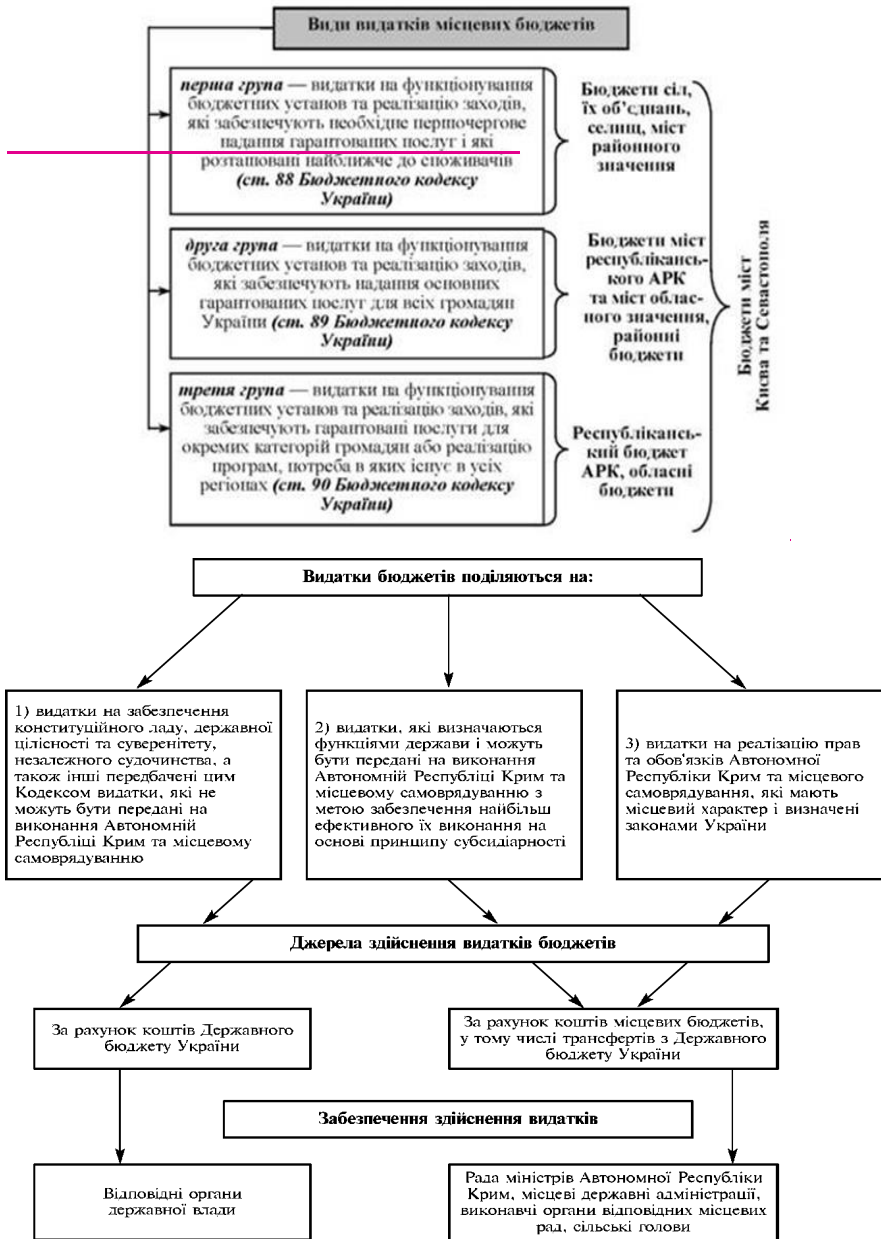 Види видатків місцевих бюджетів
перша група — видатки на функціонування
бюджетних установ та реалізацію заходів,
які забезпечують необхідне першочергове
надання гарантованих послуг і які
розташовані найближче до споживачів
(ст. 88 Бюджетного кодексу
України)
Бюджети сіл,
їх об’єднань,
селищ, міст
районного
значення
друга група — видатки на функціонування
бюджетних установ та реалізацію заходів,
які забезпечують надання основних
гарантованих послуг для всіх громадян
України (ст. 89 Бюджетного кодексу
України)
Бюджети міст
республікансь-
кого АРК
та міст облас-
ного значення,
районні
бюджети
третя група — видатки на функціонування
бюджетних установ та реалізацію заходів, які
забезпечують гарантовані послуги для
окремих категорій громадян або реалізацію
програм, потреба в яких існує в усіх
регіонах (ст. 90 Бюджетного кодексу
України)
Республікансь-
кий бюджет
АРК, обласні
бюджети
Бюджети міст
Києва та Севастополя
Видатки бюджетів поділяються на:
1) видатки на забезпечення
конституційного ладу, державної
цілісності та суверенітету,
незалежного судочинства, а
також інші передбачені цим
Кодексом видатки, які не
можуть бути передані на
виконання Автономній
Республіці Крим та місцевому
самоврядуванню
2) видатки, які визначаються
функціями держави і можуть
бути передані на виконання
Автономній Республіці Крим та
місцевому самоврядуванню з
метою забезпечення найбільш
ефективного їх виконання на
основі принципу субсидіарності
3) видатки на реалізацію прав
та обов'язків Автономної
Республіки Крим та місцевого
самоврядування, які мають
місцевий характер і визначені
законами України
Джерела здійснення видатків бюджетів
За рахунок коштів Державного
бюджету України
За рахунок коштів місцевих бюджетів,
у тому числі трансфертів з Державного
бюджету України
Забезпечення здійснення видатків
Відповідні органи
державної влади
Рада міністрів Автономної Республіки
Крим, місцеві державні адміністрації,
виконавчі органи відповідних місцевих
рад, сільські голови